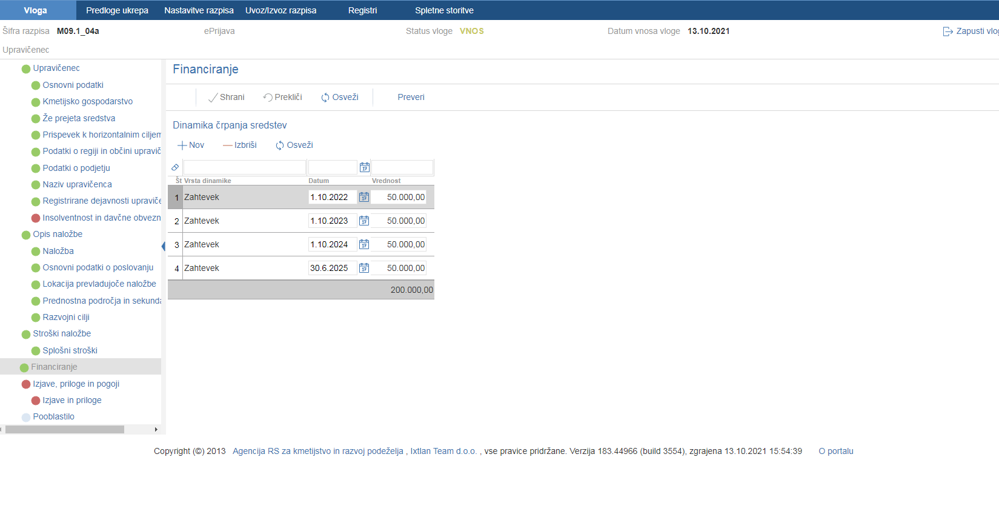 Vloga Predloge ukrepa Nastavitve razpisa Uvoz/Izvoz razpisa Registri Spletne storitve
Šifra razpisa M09.1_04a ePrijava Status vloge VNOS Datum vnosa vloge 13.10.2021 Zapusti vlog
Upravičenec
Upravičenec
Osnovni podatki
Kmetijsko gospodarstvo
Že prejeta sredstva
Prispevek k horizontalnim ciljem
Podatki o regiji in občini upravič
Podatki o podjetju
Naziv upravičenca
Registrirane dejavnosti upraviče
Insolventnost in davčne obvezn
Opis naložbe
Naložba
Osnovni podatki o poslovanju
Lokacija prevladujoče naložbe
Prednostna področja in sekunda
Razvojni cilji
Stroški naložbe
Splošni stroški
Financiranje
Izjave, priloge in pogoji
Izjave in priloge
Pooblastilo
Financiranje
Shrani Prekliči Osveži Preveri
Dinamika črpanja sredstev
Nov Izbriši Osveži
17
Št Vrsta dinamike Datum Vrednost
1 Zahtevek 1.10.2022 17 50.000,00
2 Zahtevek 1.10.2023 17 50.000,00
3 Zahtevek 1.10.2024 17 50.000,00
4 Zahtevek 30.6.2025 17 50.000,00
200.000,00
Copyright (©) 2013 Agencija RS za kmetijstvo in razvoj podeželja , Ixtlan Team d.o.o. , vse pravice pridržane. Verzija 183.44966 (build 3554), zgrajena 13.10.2021 15:54:39 O portalu